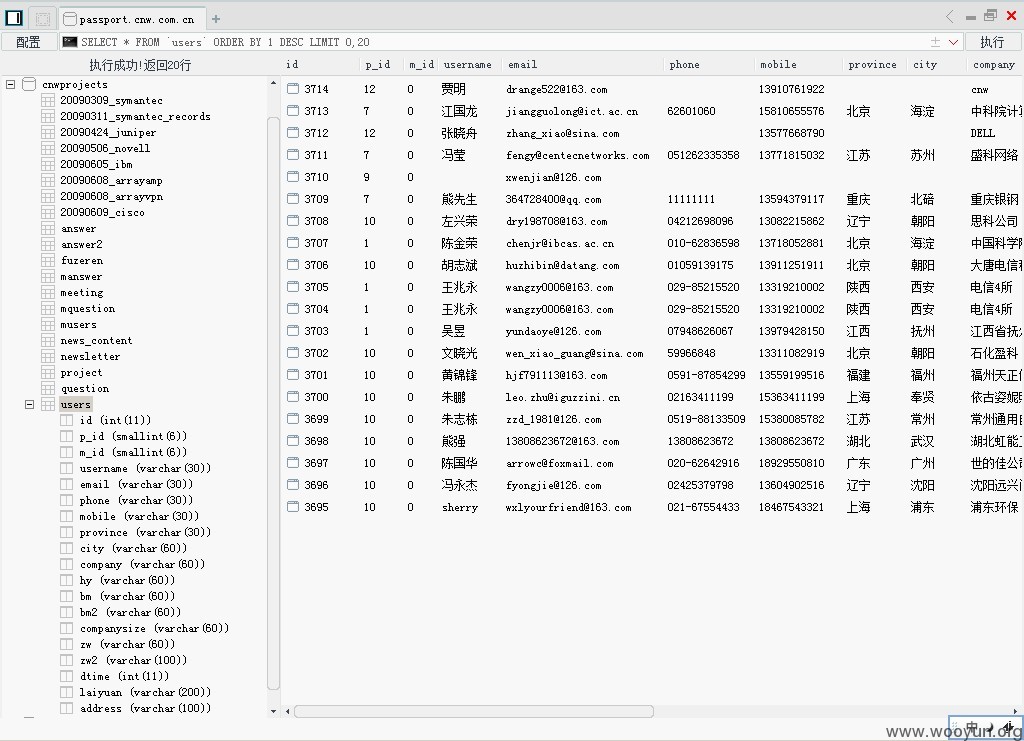 passport.cnw.com.cn
配置 SELECT * FROM `users` ORDER BY 1 DESC LIMIT 0,20 执行
执行成功!返回20行
cnwprojects
20090309_symantec
20090311_symantec_records
20090424_juniper
20090506_novell
20090605_ibm
20090608_arrayamp
20090608_arrayvpn
20090609_cisco
answer
answer2
fuzeren
manswer
meeting
mquestion
musers
news_content
newsletter
project
question
users
id (int(11))
p_id (smallint(6))
m_id (smallint(6))
username (varchar(30))
email (varchar(30))
phone (varchar(30))
mobile (varchar(30))
province (varchar(30))
city (varchar(60))
company (varchar(60))
hy (varchar(60))
bm (varchar(60))
bm2 (varchar(60))
companysize (varchar(60))
zw (varchar(60))
zw2 (varchar(100))
dtime (int(11))
laiyuan (varchar(200))
address (varchar(100))
id p_id m_id username email phone mobile province city company
3714 12 0 贾明 drange522@163.com 13910761922 cnw
3713 7 0 江国龙 jiangguolong@ict.ac.cn 62601060 15810655576 北京 海淀 中科院计
3712 12 0 张晓舟 zhang_xiao@sina.com 13577668790 DELL
3711 7 0 冯莹 fengy@centecnetworks.com 051262335358 13771815032 江苏 苏州 盛科网络
3710 9 0 xwenjian@126.com
3709 7 0 熊先生 364728400@qq.com 11111111 13594379117 重庆 北碚 重庆银钢
3708 10 0 左兴荣 dry198708@163.com 04212698096 13082215862 辽宁 朝阳 思科公司
3707 1 0 陈金荣 chenjr@ibcas.ac.cn 010-62836598 13718052881 北京 海淀 中国科学
3706 10 0 胡志斌 huzhibin@datang.com 01059139175 13911251911 北京 朝阳 大唐电信
3705 1 0 王兆永 wangzy0006@163.com 029-85215520 13319210002 陕西 西安 电信4所
3704 1 0 王兆永 wangzy0006@163.com 029-85215520 13319210002 陕西 西安 电信4所
3703 1 0 吴昱 yundaoye@126.com 07948626067 13979428150 江西 抚州 江西省抚
3702 10 0 文晓光 wen_xiao_guang@sina.com 59966848 13311082919 北京 朝阳 石化盈科
3701 10 0 黄锦锋 hjf791113@163.com 0591-87854299 13559199516 福建 福州 福州天正
3700 10 0 朱鹏 leo.zhu@iguzzini.cn 02163411199 15363411199 上海 奉贤 依古姿妮
3699 10 0 朱志栋 zzd_1981@126.com 0519-88133509 15380085782 江苏 常州 常州通用
3698 10 0 熊强 13808623672@163.com 13808623672 13808623672 湖北 武汉 湖北虹能
3697 10 0 陈国华 arrowc@foxmail.com 020-62642916 18929550810 广东 广州 世的佳公
3696 10 0 冯永杰 fyongjie@126.com 02425379798 13604902516 辽宁 沈阳 沈阳远兴
3695 10 0 sherry wxlyourfriend@163.com 021-67554433 18467543321 上海 浦东 浦东环保
中
www.wooyun.org